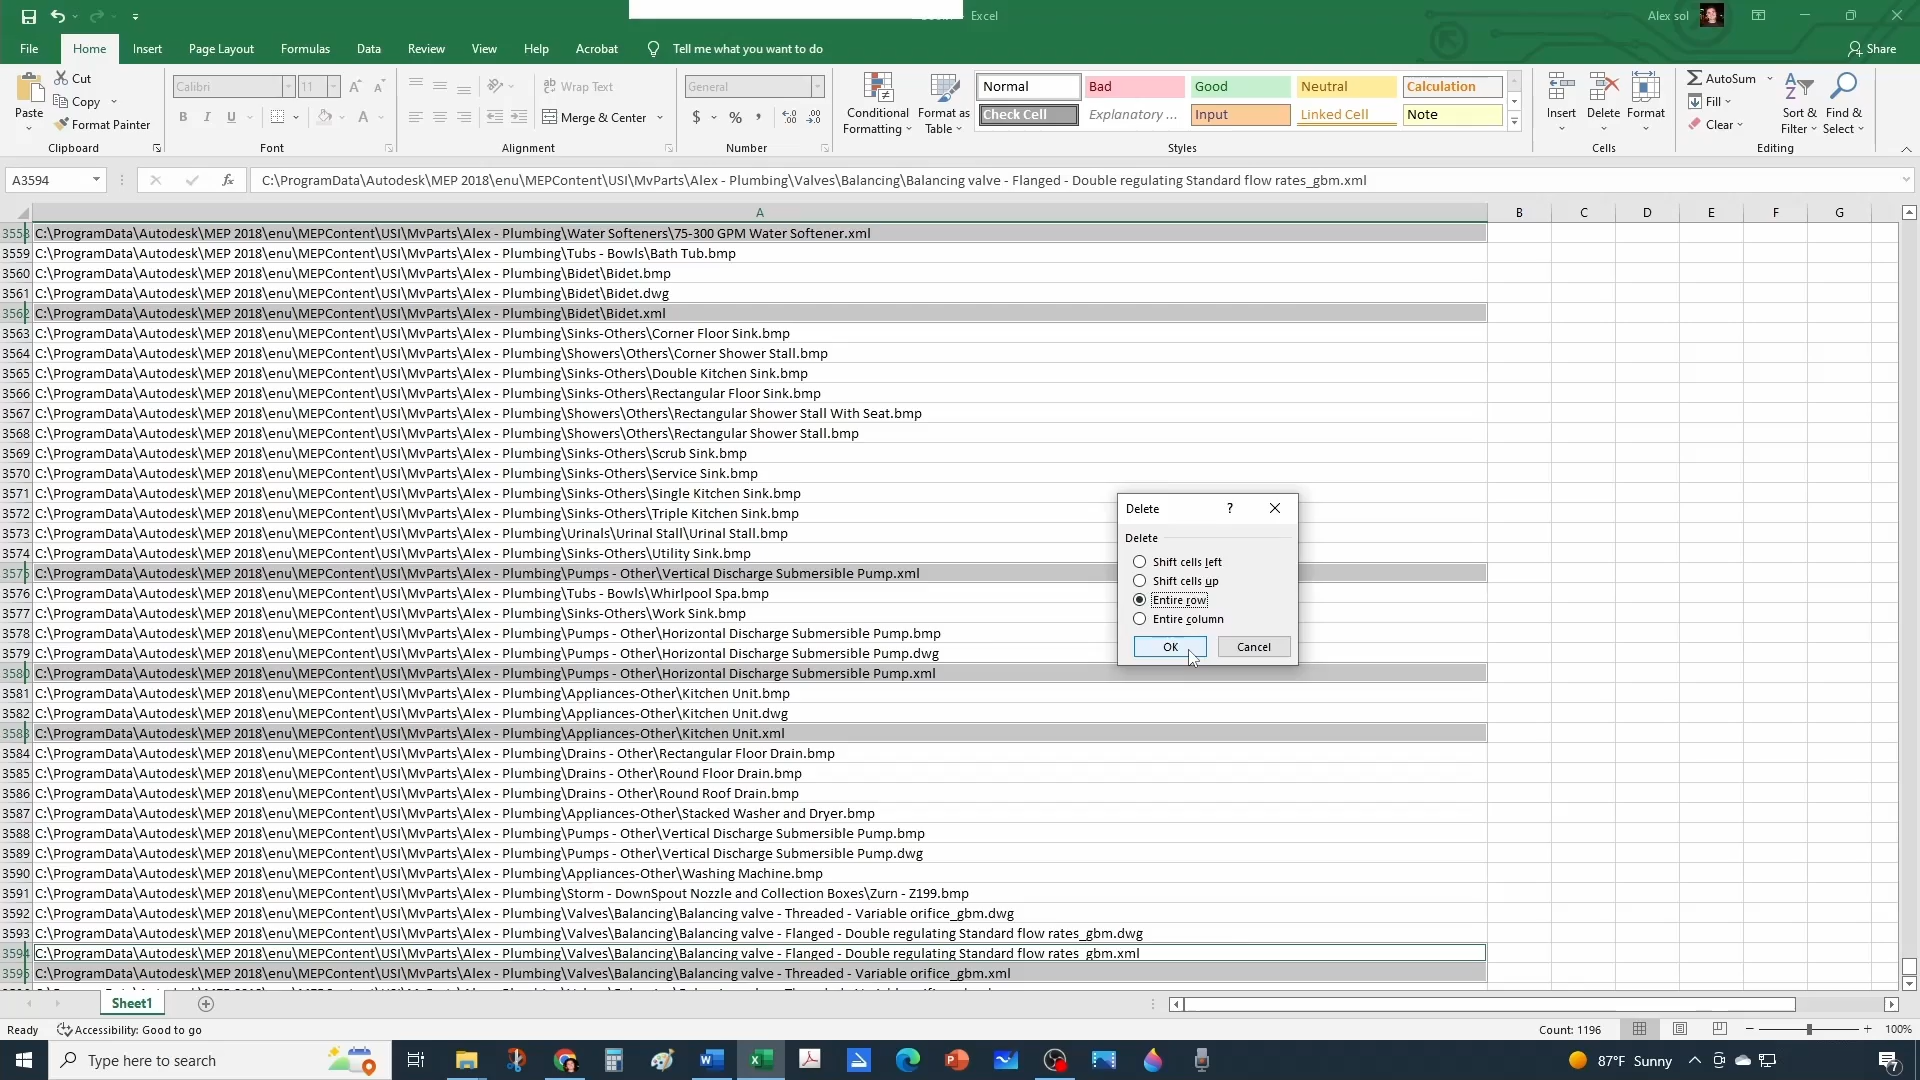 Excel
Alex sol
File Home Insert Page Layout Formulas Data Review View Help Acrobat Tell me what you want to do Share
Paste
Cut
Copy
Format Painter
Clipboard
Calibri 11
B I U A
Font
ab Wrap Text
Merge & Center
Alignment
General
$ % ,
Number
Conditional Formatting
Format as Table
Normal Bad Good Neutral Calculation
Check Cell Explanatory ... Input Linked Cell Note
Styles
Insert Delete Format
Cells
AutoSum
Fill
Clear
Sort & Filter
Find & Select
Editing
A3594 fx C:\ProgramData\Autodesk\MEP 2018\enu\MEPContent\USI\MvParts\Alex - Plumbing\Valves\Balancing\Balancing valve - Flanged - Double regulating Standard flow rates_gbm.xml
A B C D E F G
3558 C:\ProgramData\Autodesk\MEP 2018\enu\MEPContent\USI\MvParts\Alex - Plumbing\Water Softeners\75-300 GPM Water Softener.xml
3559 C:\ProgramData\Autodesk\MEP 2018\enu\MEPContent\USI\MvParts\Alex - Plumbing\Tubs - Bowls\Bath Tub.bmp
3560 C:\ProgramData\Autodesk\MEP 2018\enu\MEPContent\USI\MvParts\Alex - Plumbing\Bidet\Bidet.bmp
3561 C:\ProgramData\Autodesk\MEP 2018\enu\MEPContent\USI\MvParts\Alex - Plumbing\Bidet\Bidet.dwg
3562 C:\ProgramData\Autodesk\MEP 2018\enu\MEPContent\USI\MvParts\Alex - Plumbing\Bidet\Bidet.xml
3563 C:\ProgramData\Autodesk\MEP 2018\enu\MEPContent\USI\MvParts\Alex - Plumbing\Sinks-Others\Corner Floor Sink.bmp
3564 C:\ProgramData\Autodesk\MEP 2018\enu\MEPContent\USI\MvParts\Alex - Plumbing\Showers\Others\Corner Shower Stall.bmp
3565 C:\ProgramData\Autodesk\MEP 2018\enu\MEPContent\USI\MvParts\Alex - Plumbing\Sinks-Others\Double Kitchen Sink.bmp
3566 C:\ProgramData\Autodesk\MEP 2018\enu\MEPContent\USI\MvParts\Alex - Plumbing\Sinks-Others\Rectangular Floor Sink.bmp
3567 C:\ProgramData\Autodesk\MEP 2018\enu\MEPContent\USI\MvParts\Alex - Plumbing\Showers\Others\Rectangular Shower Stall With Seat.bmp
3568 C:\ProgramData\Autodesk\MEP 2018\enu\MEPContent\USI\MvParts\Alex - Plumbing\Showers\Others\Rectangular Shower Stall.bmp
3569 C:\ProgramData\Autodesk\MEP 2018\enu\MEPContent\USI\MvParts\Alex - Plumbing\Sinks-Others\Scrub Sink.bmp
3570 C:\ProgramData\Autodesk\MEP 2018\enu\MEPContent\USI\MvParts\Alex - Plumbing\Sinks-Others\Service Sink.bmp
3571 C:\ProgramData\Autodesk\MEP 2018\enu\MEPContent\USI\MvParts\Alex - Plumbing\Sinks-Others\Single Kitchen Sink.bmp
3572 C:\ProgramData\Autodesk\MEP 2018\enu\MEPContent\USI\MvParts\Alex - Plumbing\Sinks-Others\Triple Kitchen Sink.bmp
3573 C:\ProgramData\Autodesk\MEP 2018\enu\MEPContent\USI\MvParts\Alex - Plumbing\Urinals\Urinal Stall\Urinal Stall.bmp
3574 C:\ProgramData\Autodesk\MEP 2018\enu\MEPContent\USI\MvParts\Alex - Plumbing\Sinks-Others\Utility Sink.bmp
3575 C:\ProgramData\Autodesk\MEP 2018\enu\MEPContent\USI\MvParts\Alex - Plumbing\Pumps - Other\Vertical Discharge Submersible Pump.xml
3576 C:\ProgramData\Autodesk\MEP 2018\enu\MEPContent\USI\MvParts\Alex - Plumbing\Tubs - Bowls\Whirlpool Spa.bmp
3577 C:\ProgramData\Autodesk\MEP 2018\enu\MEPContent\USI\MvParts\Alex - Plumbing\Sinks-Others\Work Sink.bmp
3578 C:\ProgramData\Autodesk\MEP 2018\enu\MEPContent\USI\MvParts\Alex - Plumbing\Pumps - Other\Horizontal Discharge Submersible Pump.bmp
3579 C:\ProgramData\Autodesk\MEP 2018\enu\MEPContent\USI\MvParts\Alex - Plumbing\Pumps - Other\Horizontal Discharge Submersible Pump.dwg
3580 C:\ProgramData\Autodesk\MEP 2018\enu\MEPContent\USI\MvParts\Alex - Plumbing\Pumps - Other\Horizontal Discharge Submersible Pump.xml
3581 C:\ProgramData\Autodesk\MEP 2018\enu\MEPContent\USI\MvParts\Alex - Plumbing\Appliances-Other\Kitchen Unit.bmp
3582 C:\ProgramData\Autodesk\MEP 2018\enu\MEPContent\USI\MvParts\Alex - Plumbing\Appliances-Other\Kitchen Unit.dwg
3583 C:\ProgramData\Autodesk\MEP 2018\enu\MEPContent\USI\MvParts\Alex - Plumbing\Appliances-Other\Kitchen Unit.xml
3584 C:\ProgramData\Autodesk\MEP 2018\enu\MEPContent\USI\MvParts\Alex - Plumbing\Drains - Other\Rectangular Floor Drain.bmp
3585 C:\ProgramData\Autodesk\MEP 2018\enu\MEPContent\USI\MvParts\Alex - Plumbing\Drains - Other\Round Floor Drain.bmp
3586 C:\ProgramData\Autodesk\MEP 2018\enu\MEPContent\USI\MvParts\Alex - Plumbing\Drains - Other\Round Roof Drain.bmp
3587 C:\ProgramData\Autodesk\MEP 2018\enu\MEPContent\USI\MvParts\Alex - Plumbing\Appliances-Other\Stacked Washer and Dryer.bmp
3588 C:\ProgramData\Autodesk\MEP 2018\enu\MEPContent\USI\MvParts\Alex - Plumbing\Pumps - Other\Vertical Discharge Submersible Pump.bmp
3589 C:\ProgramData\Autodesk\MEP 2018\enu\MEPContent\USI\MvParts\Alex - Plumbing\Pumps - Other\Vertical Discharge Submersible Pump.dwg
3590 C:\ProgramData\Autodesk\MEP 2018\enu\MEPContent\USI\MvParts\Alex - Plumbing\Appliances-Other\Washing Machine.bmp
3591 C:\ProgramData\Autodesk\MEP 2018\enu\MEPContent\USI\MvParts\Alex - Plumbing\Storm - DownSpout Nozzle and Collection Boxes\Zurn - Z199.bmp
3592 C:\ProgramData\Autodesk\MEP 2018\enu\MEPContent\USI\MvParts\Alex - Plumbing\Valves\Balancing\Balancing valve - Threaded - Variable orifice_gbm.dwg
3593 C:\ProgramData\Autodesk\MEP 2018\enu\MEPContent\USI\MvParts\Alex - Plumbing\Valves\Balancing\Balancing valve - Flanged - Double regulating Standard flow rates_gbm.dwg
3594 C:\ProgramData\Autodesk\MEP 2018\enu\MEPContent\USI\MvParts\Alex - Plumbing\Valves\Balancing\Balancing valve - Flanged - Double regulating Standard flow rates_gbm.xml
3595 C:\ProgramData\Autodesk\MEP 2018\enu\MEPContent\USI\MvParts\Alex - Plumbing\Valves\Balancing\Balancing valve - Threaded - Variable orifice_gbm.xml
Delete ?
Delete
Shift cells left
Shift cells up
Entire row
Entire column
OK Cancel
Sheet1
Ready Accessibility: Good to go Count: 1196 100%
Type here to search
87°F Sunny
7